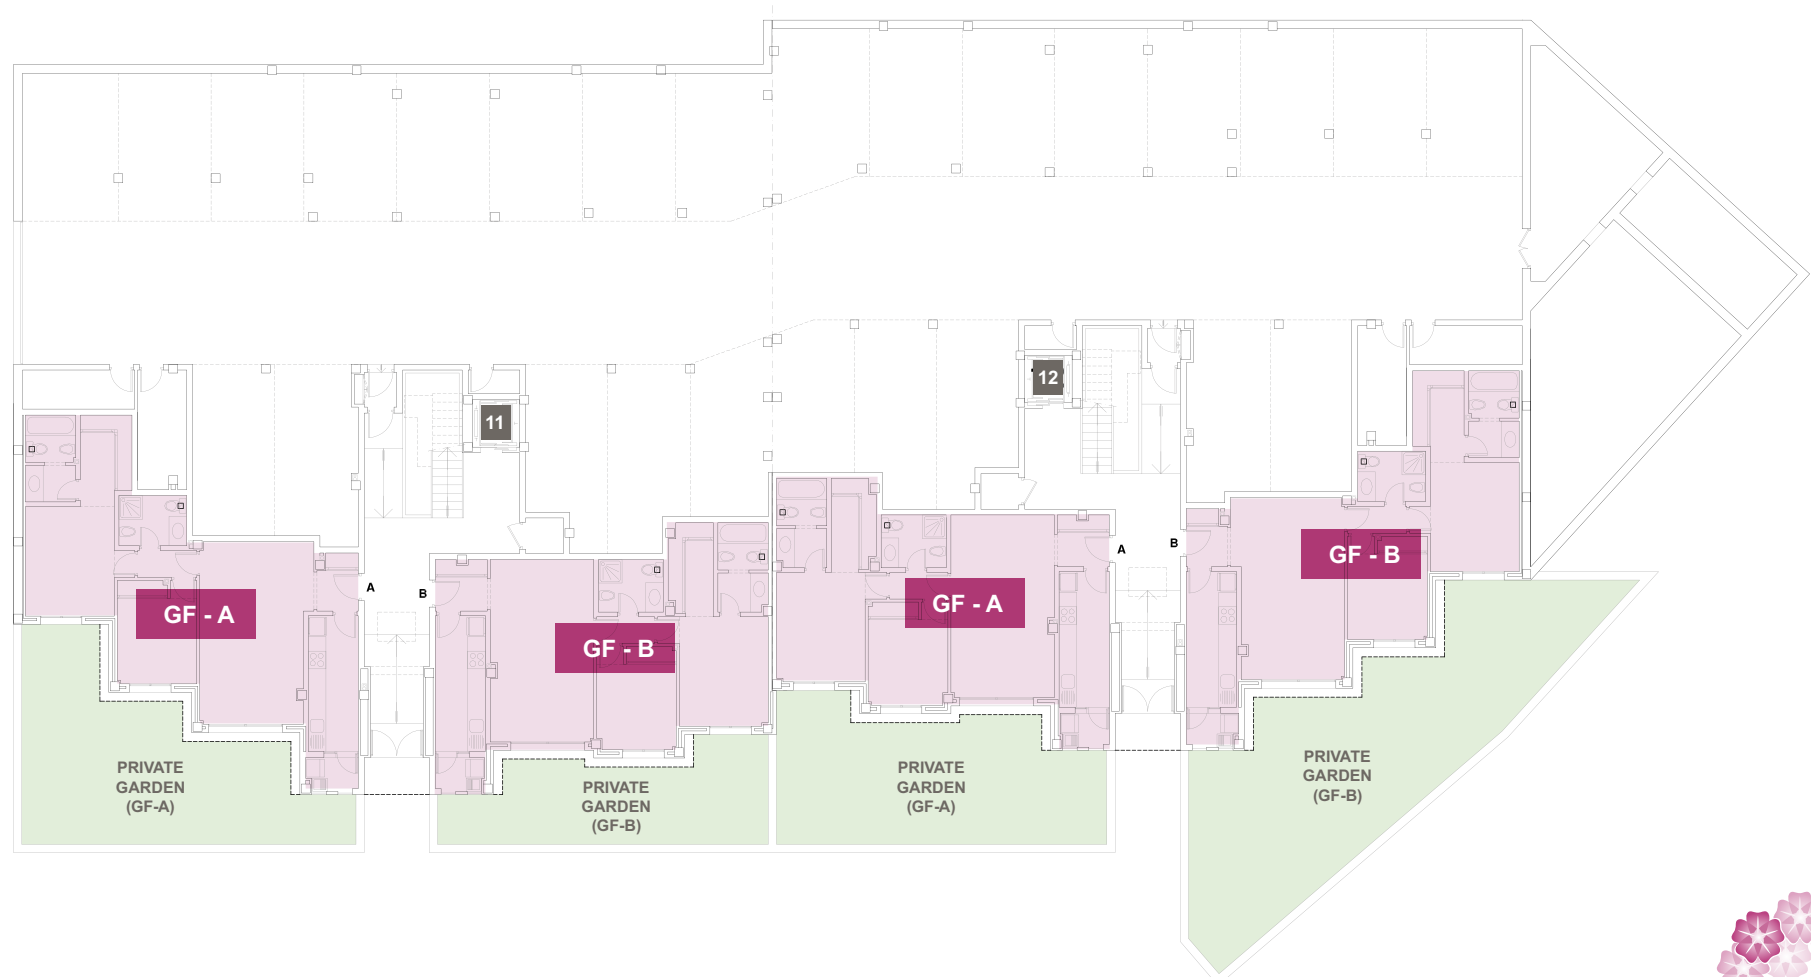 12
11
A
B
GF - B
A
B
GF - A
GF - A
GF - B
PRIVATE
GARDEN
(GF-A)
PRIVATE
GARDEN
(GF-B)
PRIVATE
GARDEN
(GF-A)
PRIVATE
GARDEN
(GF-B)